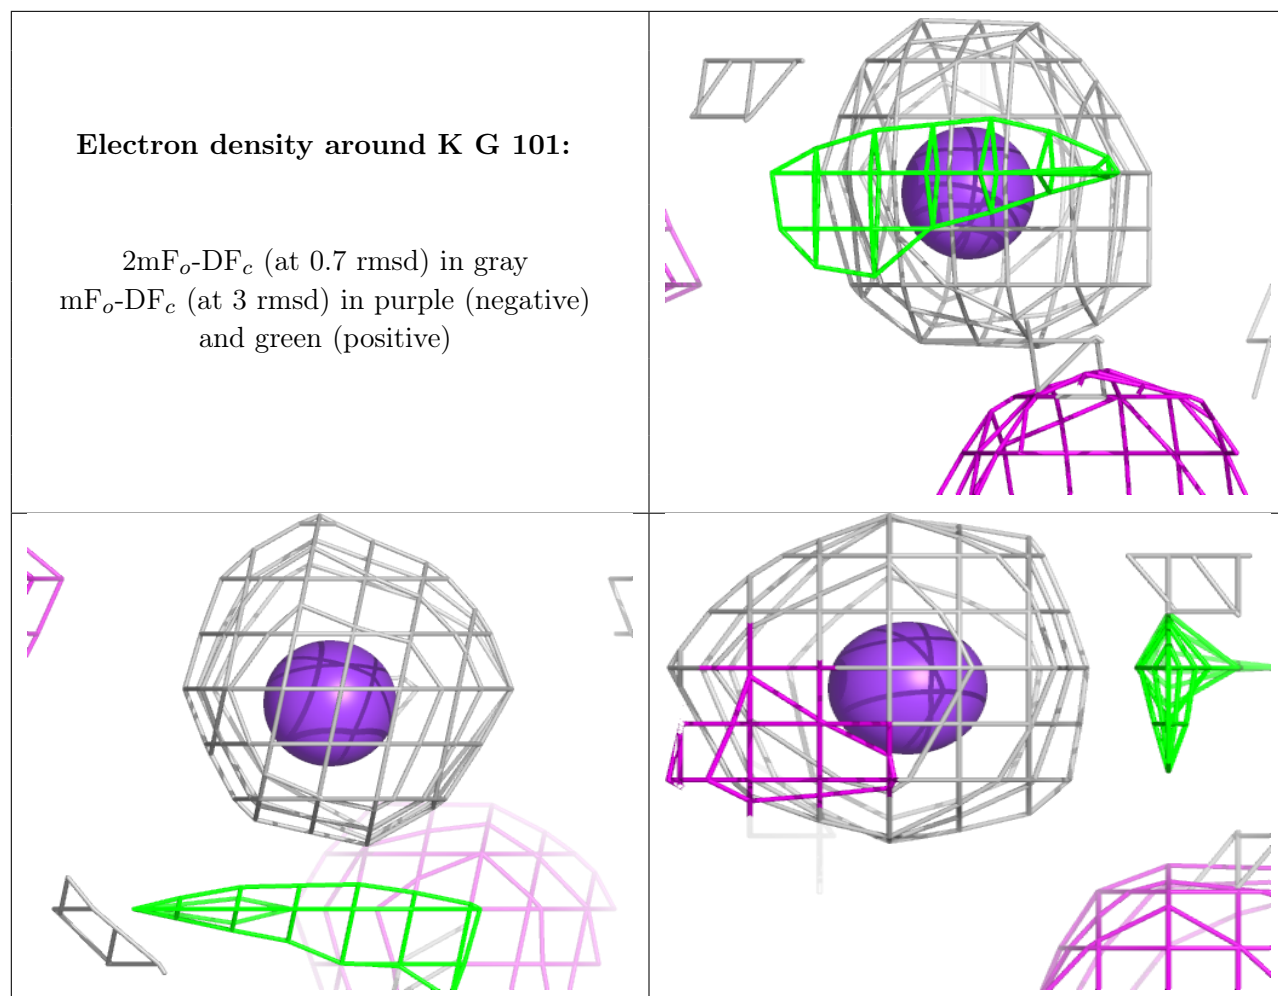 Electron density around K G 101:
2mFo-DFc (at 0.7 rmsd) in gray
mFo-DFc (at 3 rmsd) in purple (negative)
and green (positive)